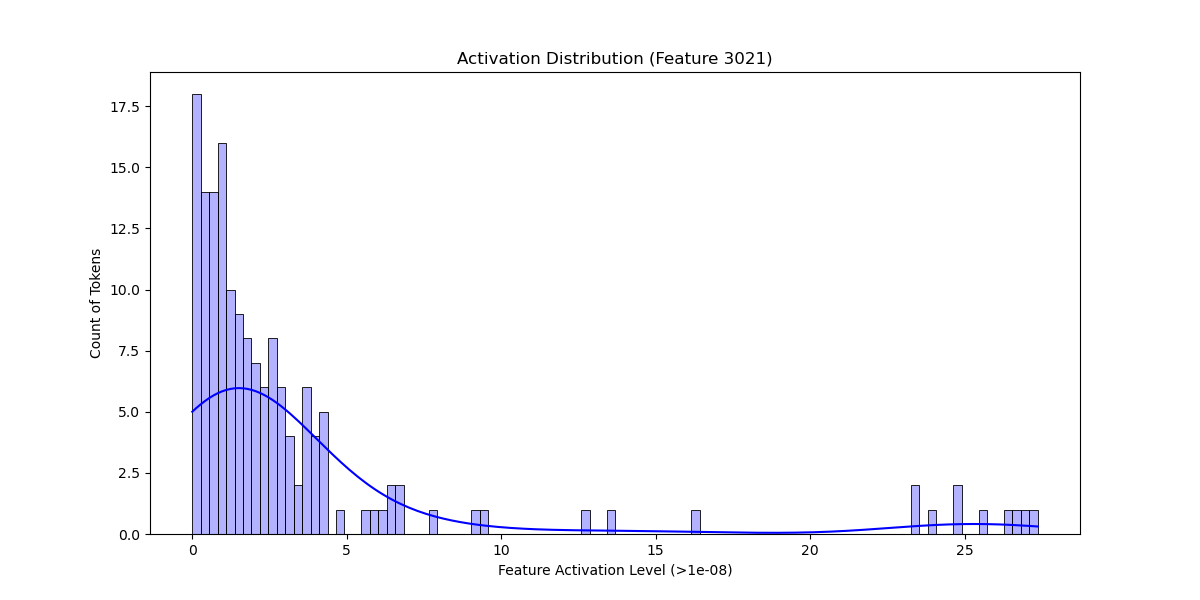 Activation Distribution (Feature 3021)
17.5
15.0
12.5
10.0
7.5
5.0
2.5
0.0
Count of Tokens
0 5 10 15 20 25
Feature Activation Level (>1e-08)